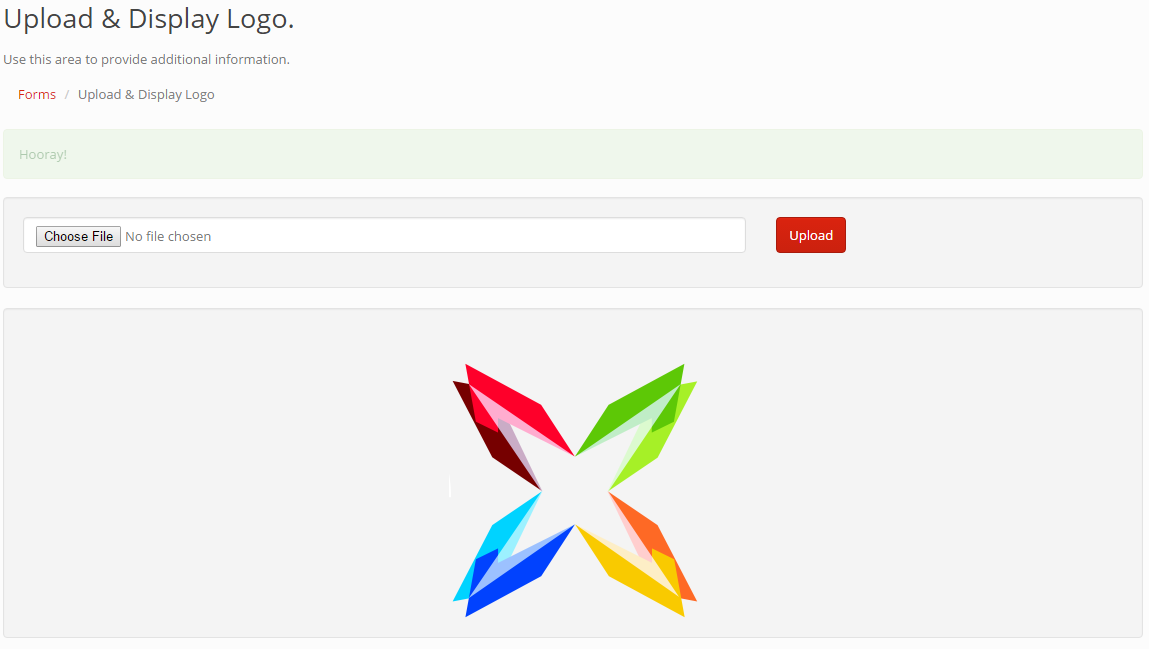 Upload & Display Logo.
Use this area to provide additional information.
Forms / Upload & Display Logo
Hooray!
Choose File No file chosen
Upload